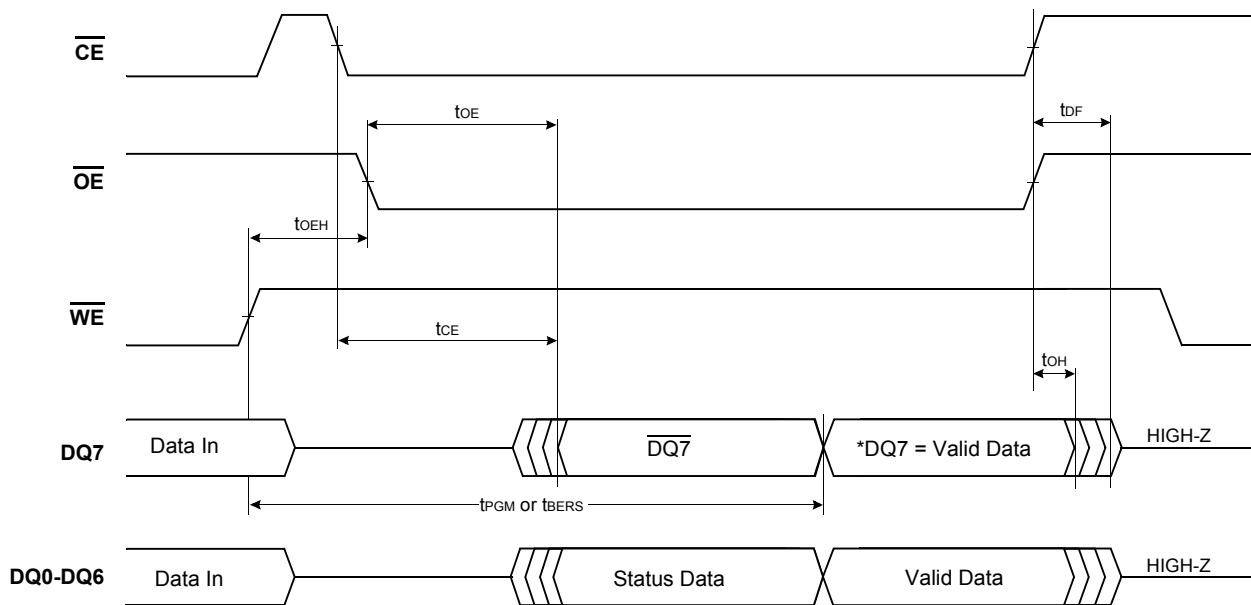 CE
tOE
tDF
OE
tOEH
WE
tCE
tOH
DQ7
Data In
DQ7
*DQ7 = Valid Data
HIGH-Z
tPGM or tBERS
DQ0-DQ6
Data In
Status Data
Valid Data
HIGH-Z